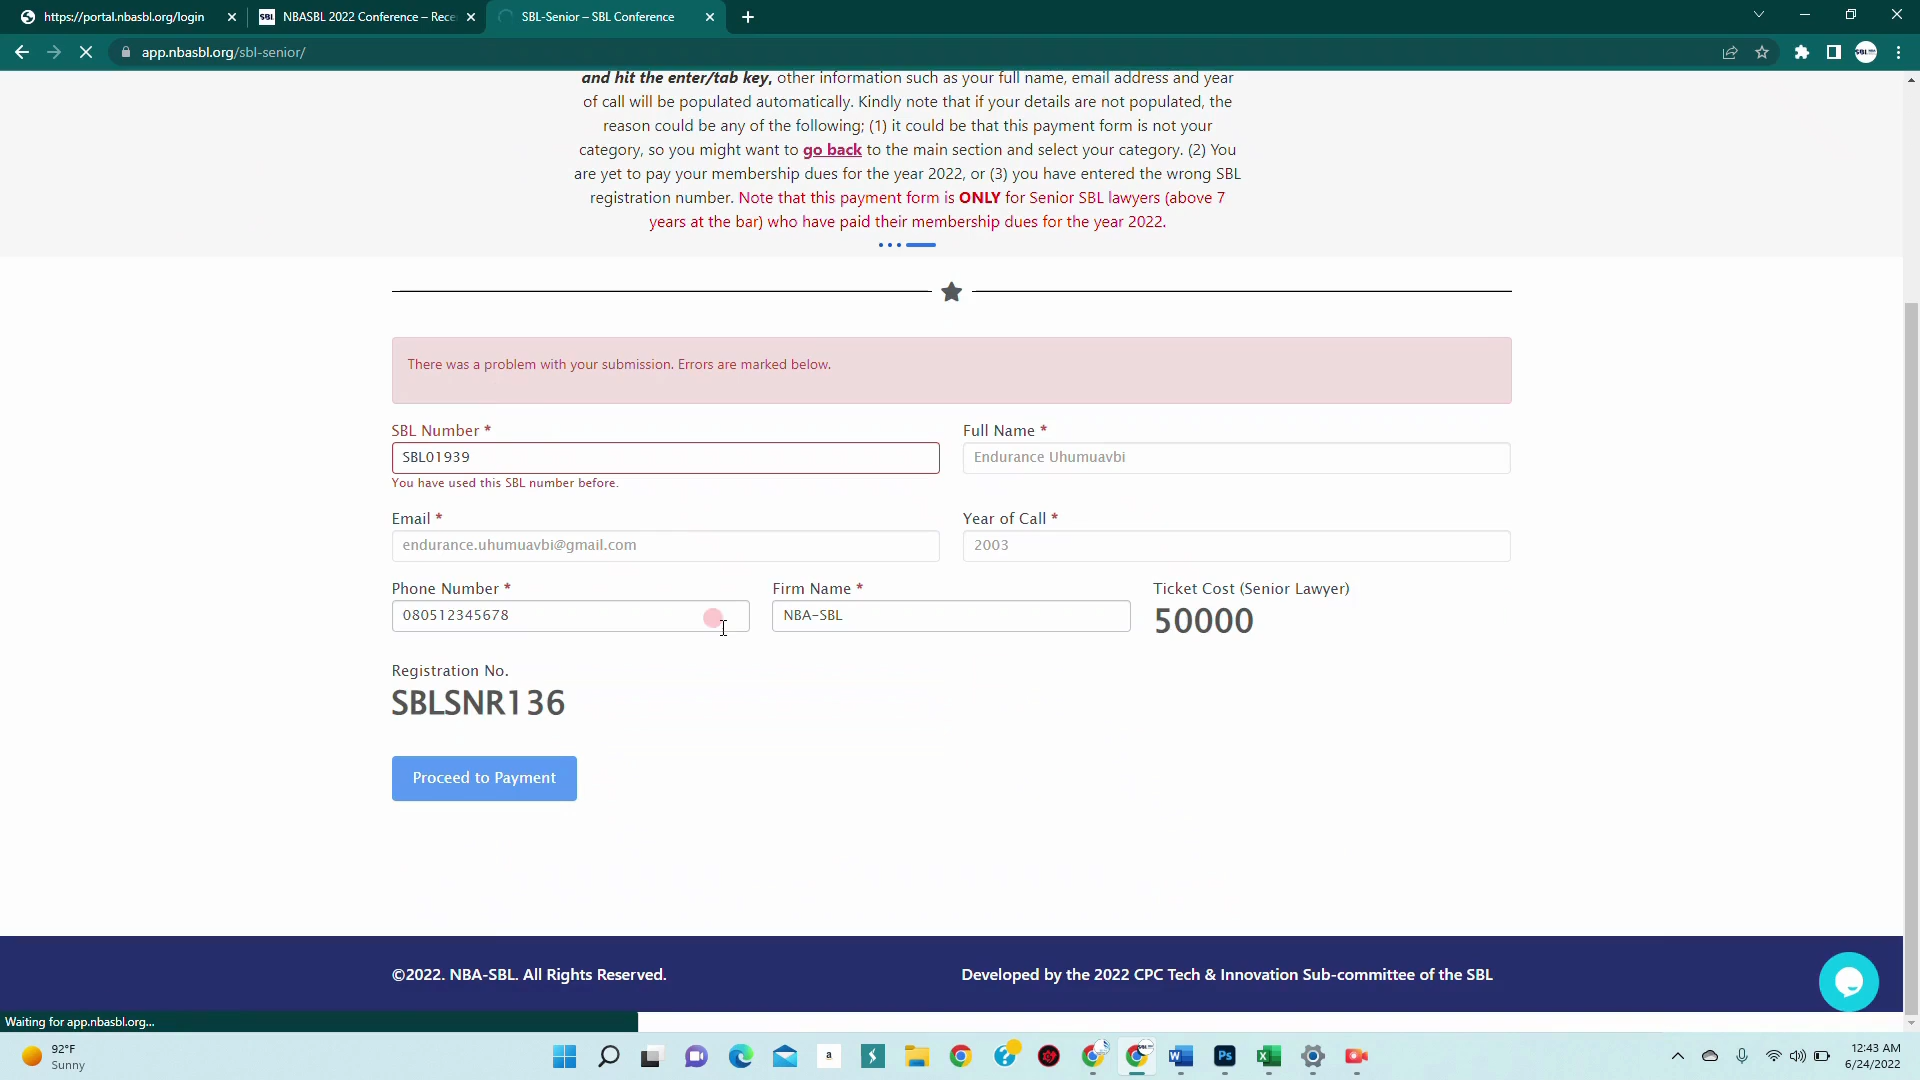 https://portal.nbasbl.org/login
NBASBL 2022 Conference – Rece
SBL-Senior – SBL Conference
app.nbasbl.org/sbl-senior/
and hit the enter/tab key, other information such as your full name, email address and year
of call will be populated automatically. Kindly note that if your details are not populated, the
reason could be any of the following; (1) it could be that this payment form is not your
category, so you might want to go back to the main section and select your category. (2) You
are yet to pay your membership dues for the year 2022, or (3) you have entered the wrong SBL
registration number. Note that this payment form is ONLY for Senior SBL lawyers (above 7
years at the bar) who have paid their membership dues for the year 2022.
There was a problem with your submission. Errors are marked below.
SBL Number *
Full Name *
SBL01939
Endurance Uhumuavbi
You have used this SBL number before.
Email *
Year of Call *
endurance.uhumuavbi@gmail.com
2003
Phone Number *
Firm Name *
Ticket Cost (Senior Lawyer)
080512345678
NBA-SBL
50000
Registration No.
SBLSNR136
Proceed to Payment
©2022. NBA-SBL. All Rights Reserved.
Developed by the 2022 CPC Tech & Innovation Sub-committee of the SBL
Waiting for app.nbasbl.org...
92°F
Sunny
a
Ps
12:43 AM
6/24/2022